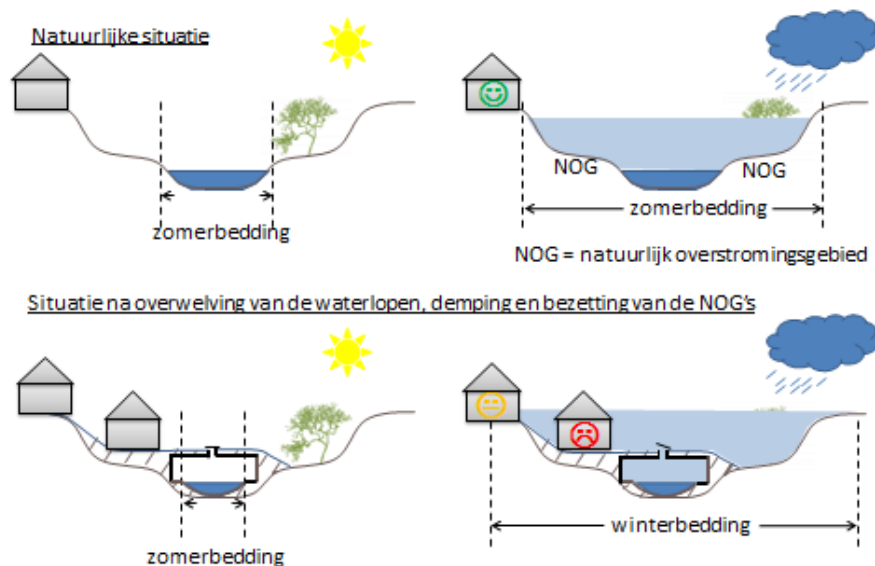 Natuurlijke situatie
NOG
NOG
zomerbedding
zomerbedding
NOG = natuurlijk overstromingsgebied
Situatie na overwelving van de waterlopen, demping en bezetting van de NOG's
winterbedding
zomerbedding